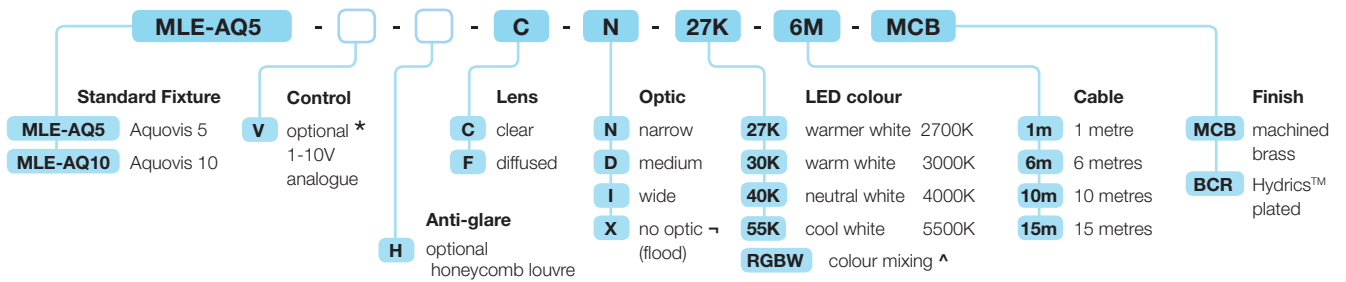 MLE-AQ5 - - - C - N - 27K - 6M - MCB
Standard Fixture
MLE-AQ5 Aquovis 5
MLE-AQ10 Aquovis 10
Control
V optional *
1-10V
analogue
Anti-glare
H optional
honeycomb louvre
Lens
C clear
F diffused
Optic
N narrow
D medium
I wide
X no optic ¬
(flood)
LED colour
27K warmer white 2700K
30K warm white 3000K
40K neutral white 4000K
55K cool white 5500K
RGBW colour mixing ^
Cable
1m 1 metre
6m 6 metres
10m 10 metres
15m 15 metres
Finish
MCB machined
brass
BCR Hydrics™
plated